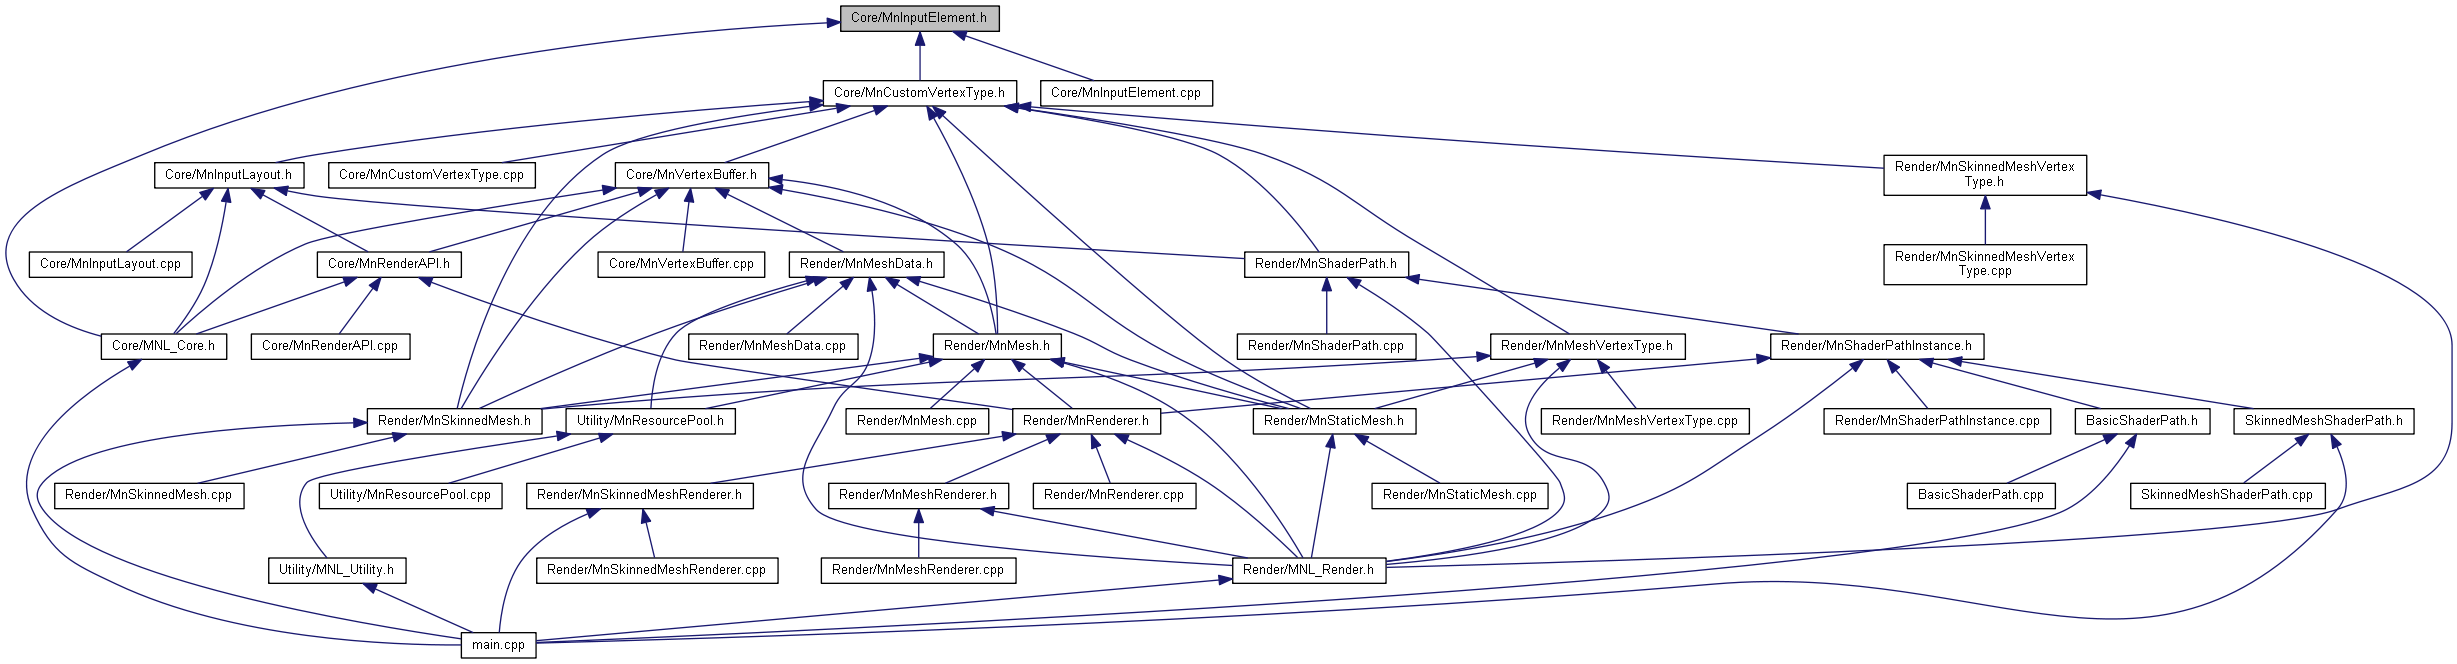 Core/MnInputElement.h
Core/MnCustomVertexType.h
Core/MnInputElement.cpp
Core/MnInputLayout.h
Core/MnCustomVertexType.cpp
Core/MnVertexBuffer.h
Render/MnSkinnedMeshVertex
Type.h
Core/MnInputLayout.cpp
Core/MnRenderAPI.h
Core/MnVertexBuffer.cpp
Render/MnMeshData.h
Render/MnShaderPath.h
Render/MnSkinnedMeshVertex
Type.cpp
Core/MNL_Core.h
Core/MnRenderAPI.cpp
Render/MnMeshData.cpp
Render/MnMesh.h
Render/MnShaderPath.cpp
Render/MnMeshVertexType.h
Render/MnShaderPathInstance.h
Render/MnSkinnedMesh.h
Utility/MnResourcePool.h
Render/MnMesh.cpp
Render/MnRenderer.h
Render/MnStaticMesh.h
Render/MnMeshVertexType.cpp
Render/MnShaderPathInstance.cpp
BasicShaderPath.h
SkinnedMeshShaderPath.h
Render/MnSkinnedMesh.cpp
Utility/MnResourcePool.cpp
Render/MnSkinnedMeshRenderer.h
Render/MnMeshRenderer.h
Render/MnRenderer.cpp
Render/MnStaticMesh.cpp
BasicShaderPath.cpp
SkinnedMeshShaderPath.cpp
Utility/MNL_Utility.h
Render/MnSkinnedMeshRenderer.cpp
Render/MnMeshRenderer.cpp
Render/MNL_Render.h
main.cpp